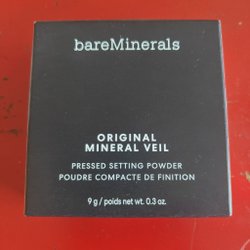 bareMinerals
ORIGINAL
MINERAL VEIL
PRESSED SETTING POWDER
POUDRE COMPACTE DE FINITION
9 g / poids net wt. 0.3 oz.